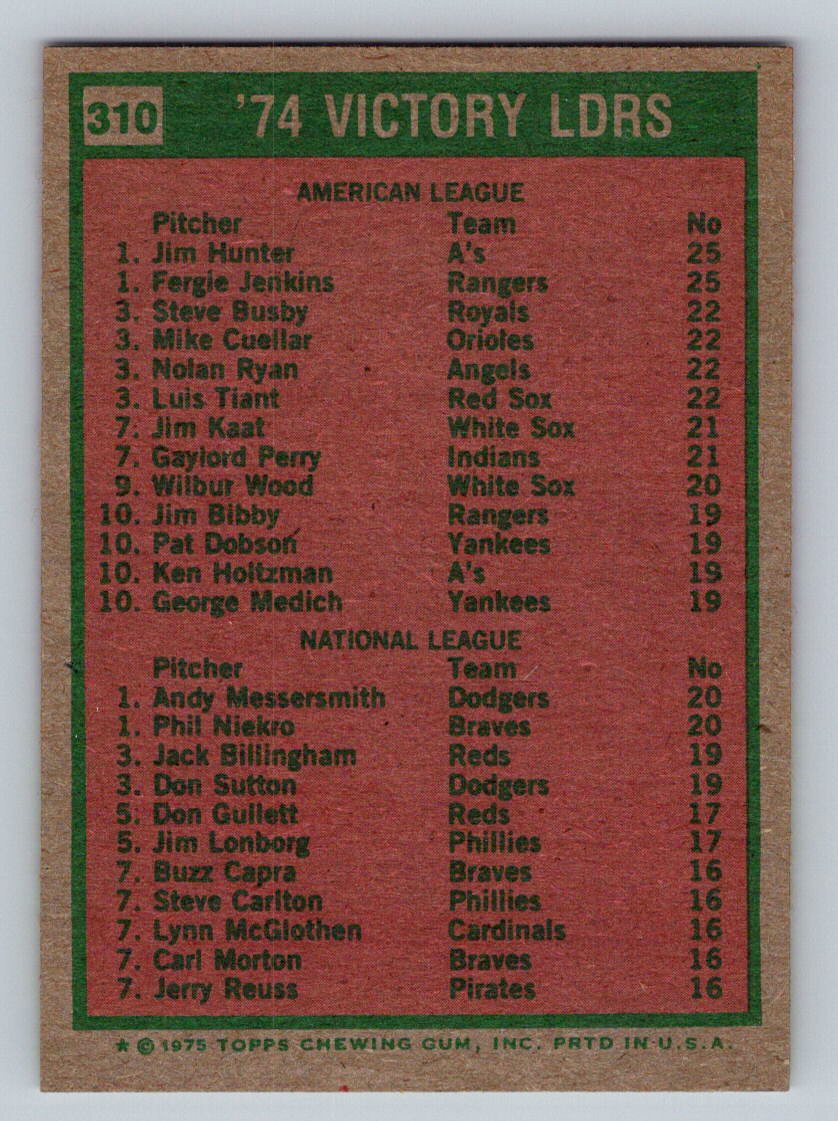 310 '74 VICTORY LDRS
AMERICAN LEAGUE
Pitcher Team No
1. Jim Hunter A's 25
1. Fergie Jenkins Rangers 25
3. Steve Busby Royals 22
3. Mike Cuellar Orioles 22
3. Nolan Ryan Angels 22
3. Luis Tiant Red Sox 22
7. Jim Kaat White Sox 21
7. Gaylord Perry Indians 21
9. Wilbur Wood White Sox 20
10. Jim Bibby Rangers 19
10. Pat Dobson Yankees 19
10. Ken Holtzman A's 19
10. George Medich Yankees 19
NATIONAL LEAGUE
Pitcher Team No
1. Andy Messersmith Dodgers 20
1. Phil Niekro Braves 20
3. Jack Billingham Reds 19
3. Don Sutton Dodgers 19
5. Don Gullett Reds 17
5. Jim Lonborg Phillies 17
7. Buzz Capra Braves 16
7. Steve Carlton Phillies 16
7. Lynn McGlothen Cardinals 16
7. Carl Morton Braves 16
7. Jerry Reuss Pirates 16
★ © 1975 TOPPS CHEWING GUM, INC. PRTD IN U.S.A.